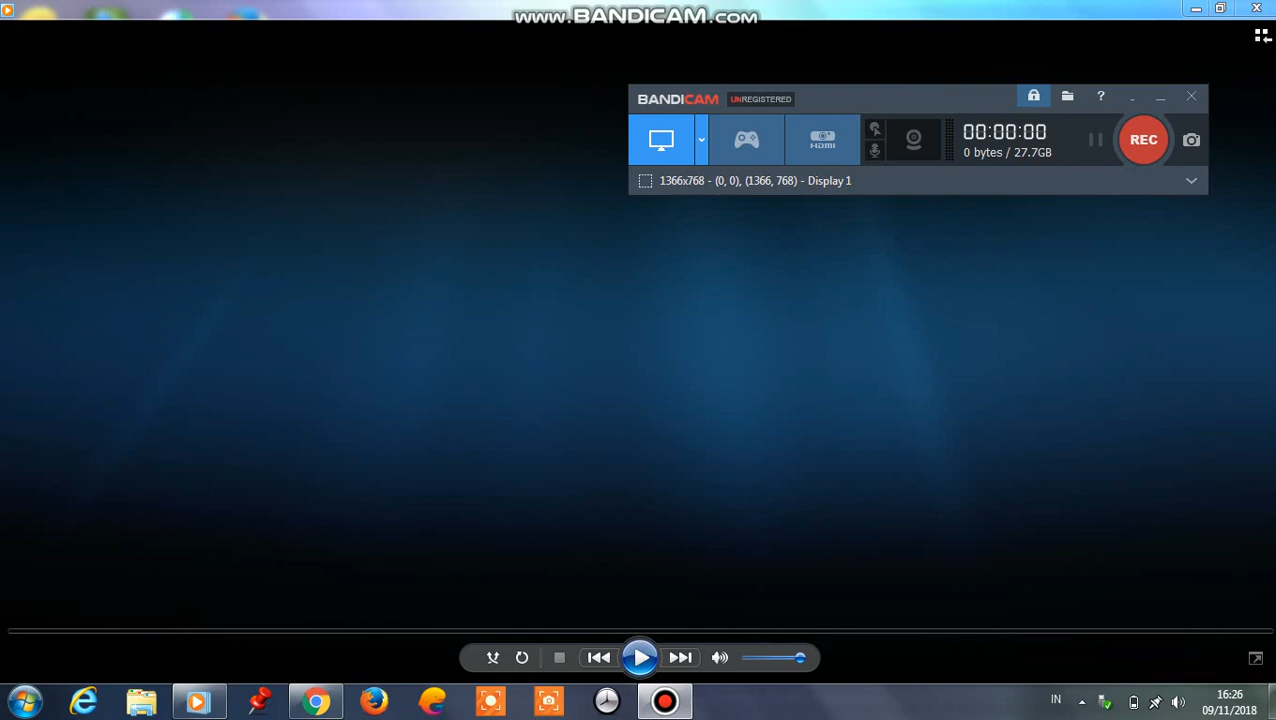 www.BANDICAM.com
BANDICAM UNREGISTERED ?
HDMI
00:00:00
0 bytes / 27.7GB
REC
1366x768 - (0, 0), (1366, 768) - Display 1
IN
16:26
09/11/2018